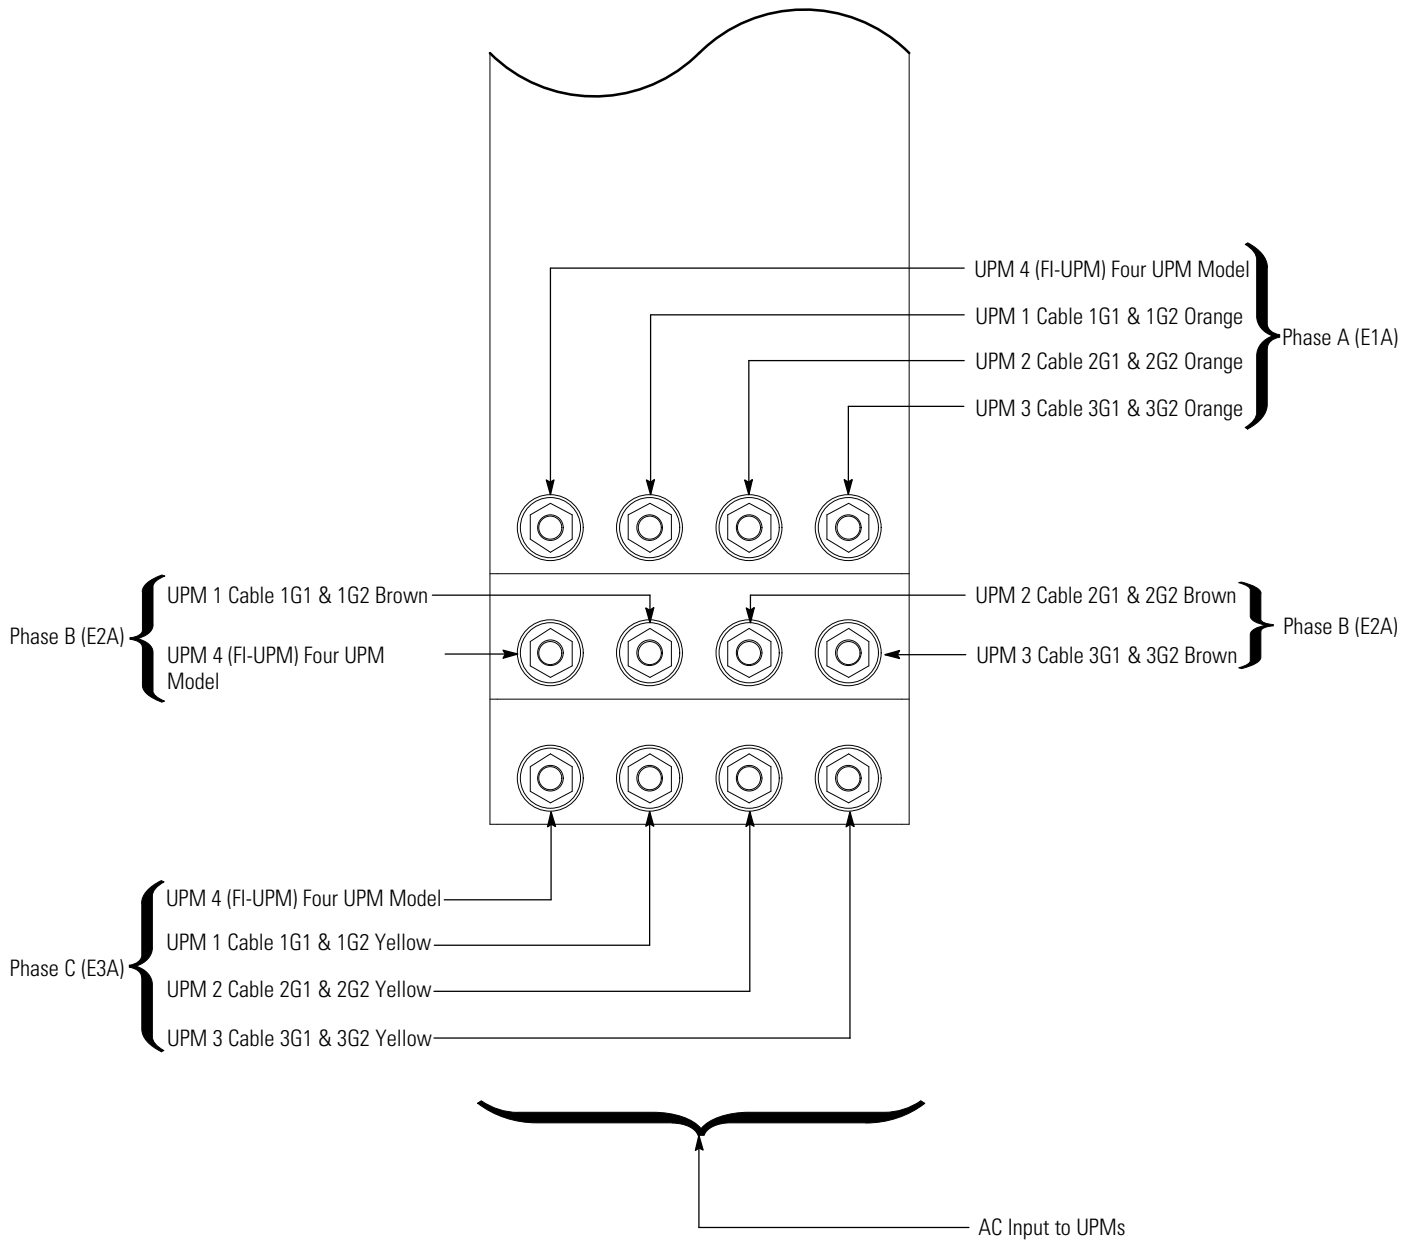 UPM 4 (FI-UPM) Four UPM Model
UPM 1 Cable 1G1 & 1G2 Orange
Phase A (E1A)
UPM 2 Cable 2G1 & 2G2 Orange
UPM 3 Cable 3G1 & 3G2 Orange
UPM 1 Cable 1G1 & 1G2 Brown
Phase B (E2A)
UPM 4 (FI-UPM) Four UPM
Model
UPM 2 Cable 2G1 & 2G2 Brown
Phase B (E2A)
UPM 3 Cable 3G1 & 3G2 Brown
UPM 4 (FI-UPM) Four UPM Model
UPM 1 Cable 1G1 & 1G2 Yellow
Phase C (E3A)
UPM 2 Cable 2G1 & 2G2 Yellow
UPM 3 Cable 3G1 & 3G2 Yellow
AC Input to UPMs